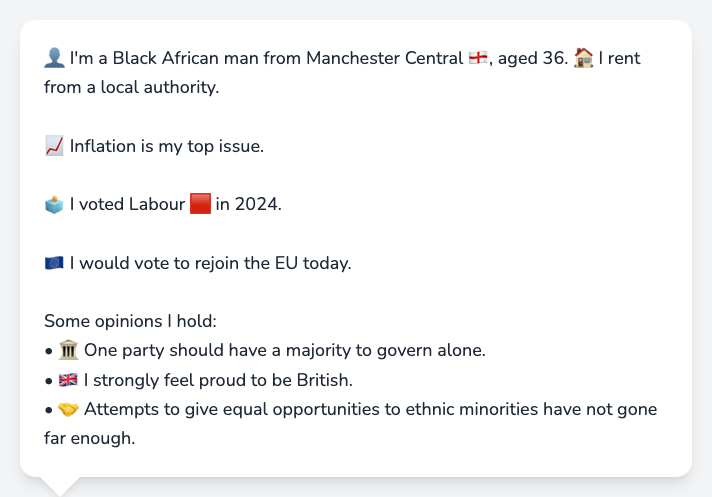 👤 I'm a Black African man from Manchester Central 🏴󠁧󠁢󠁥󠁮󠁧󠁿, aged 36. 🏠 I rent
from a local authority.
📈 Inflation is my top issue.
🗳️ I voted Labour 🟥 in 2024.
🇪🇺 I would vote to rejoin the EU today.
Some opinions I hold:
• 🏛️ One party should have a majority to govern alone.
• 🇬🇧 I strongly feel proud to be British.
• 🤝 Attempts to give equal opportunities to ethnic minorities have not gone
far enough.